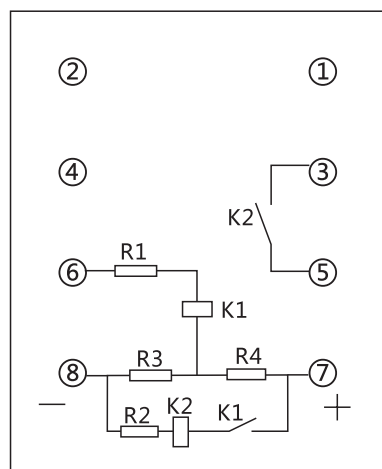 ② ①
④ ③
K2
⑥ R1 ⑤
K1
⑧ R3 R4 ⑦
— R2 K2 K1 +